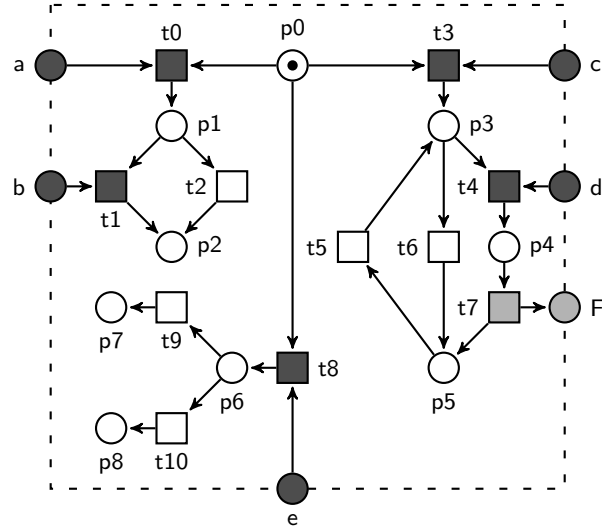 t0 p0 t3
a c
p1 p3
b t2 t4 d
t1
p2 t5 t6 p4
t7 F
p7 t9
t8
p6 p5
p8 t10
e